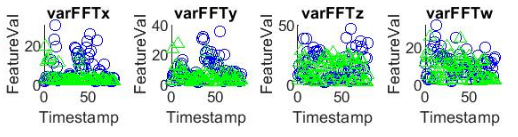 varFFTx varFFTy varFFTz varFFTw
FeatureVal 20 0 0 50 Timestamp
FeatureVal 40 20 0 0 50 Timestamp
FeatureVal 50 0 0 50 Timestamp
FeatureVal 20 0 0 50 Timestamp